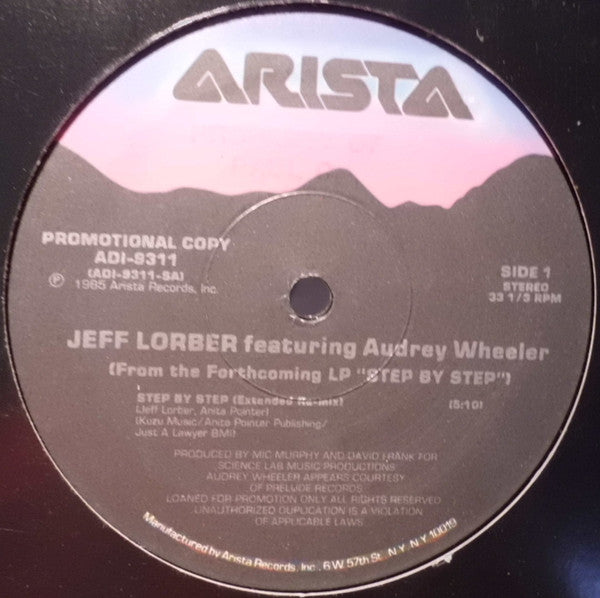 ARISTA
PROMOTIONAL COPY
ADI-9311
(ADI-9311-SA)
Ⓟ 1985 Arista Records, Inc.
SIDE 1
STEREO
33 1/3 RPM
JEFF LORBER featuring Audrey Wheeler
(From the Forthcoming LP "STEP BY STEP")
STEP BY STEP (Extended Re-mix) (5:10)
(Jeff Lorber, Anita Pointer)
(Kuzu Music/Anita Pointer Publishing/
Just A Lawyer BMI)
PRODUCED BY MIC MURPHY AND DAVID FRANK FOR
SCIENCE LAB MUSIC PRODUCTIONS
AUDREY WHEELER APPEARS COURTESY
OF PRELUDE RECORDS
LOANED FOR PROMOTION ONLY ALL RIGHTS RESERVED
UNAUTHORIZED DUPLICATION IS A VIOLATION
OF APPLICABLE LAWS
Manufactured by Arista Records, Inc., 6 W. 57th St., N.Y. N.Y. 10019